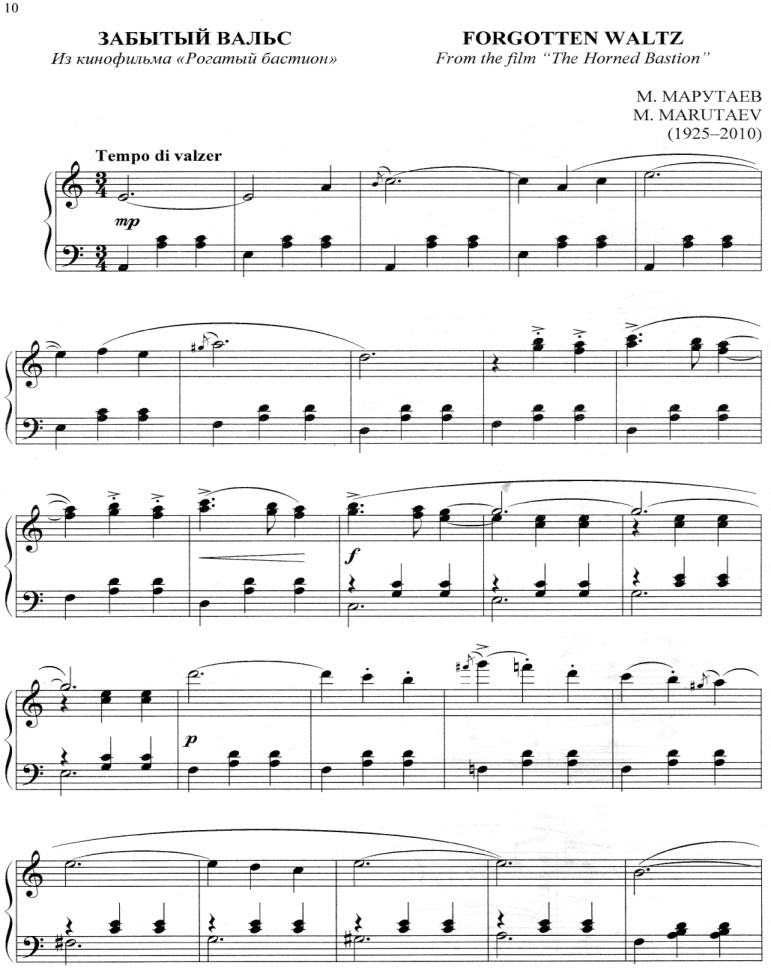 10
ЗАБЫТЫЙ ВАЛЬС
Из кинофильма «Рогатый бастион»
FORGOTTEN WALTZ
From the film “The Horned Bastion”
М. МАРУТАЕВ
M. MARUTAEV
(1925–2010)
Tempo di valzer
mp
f
p